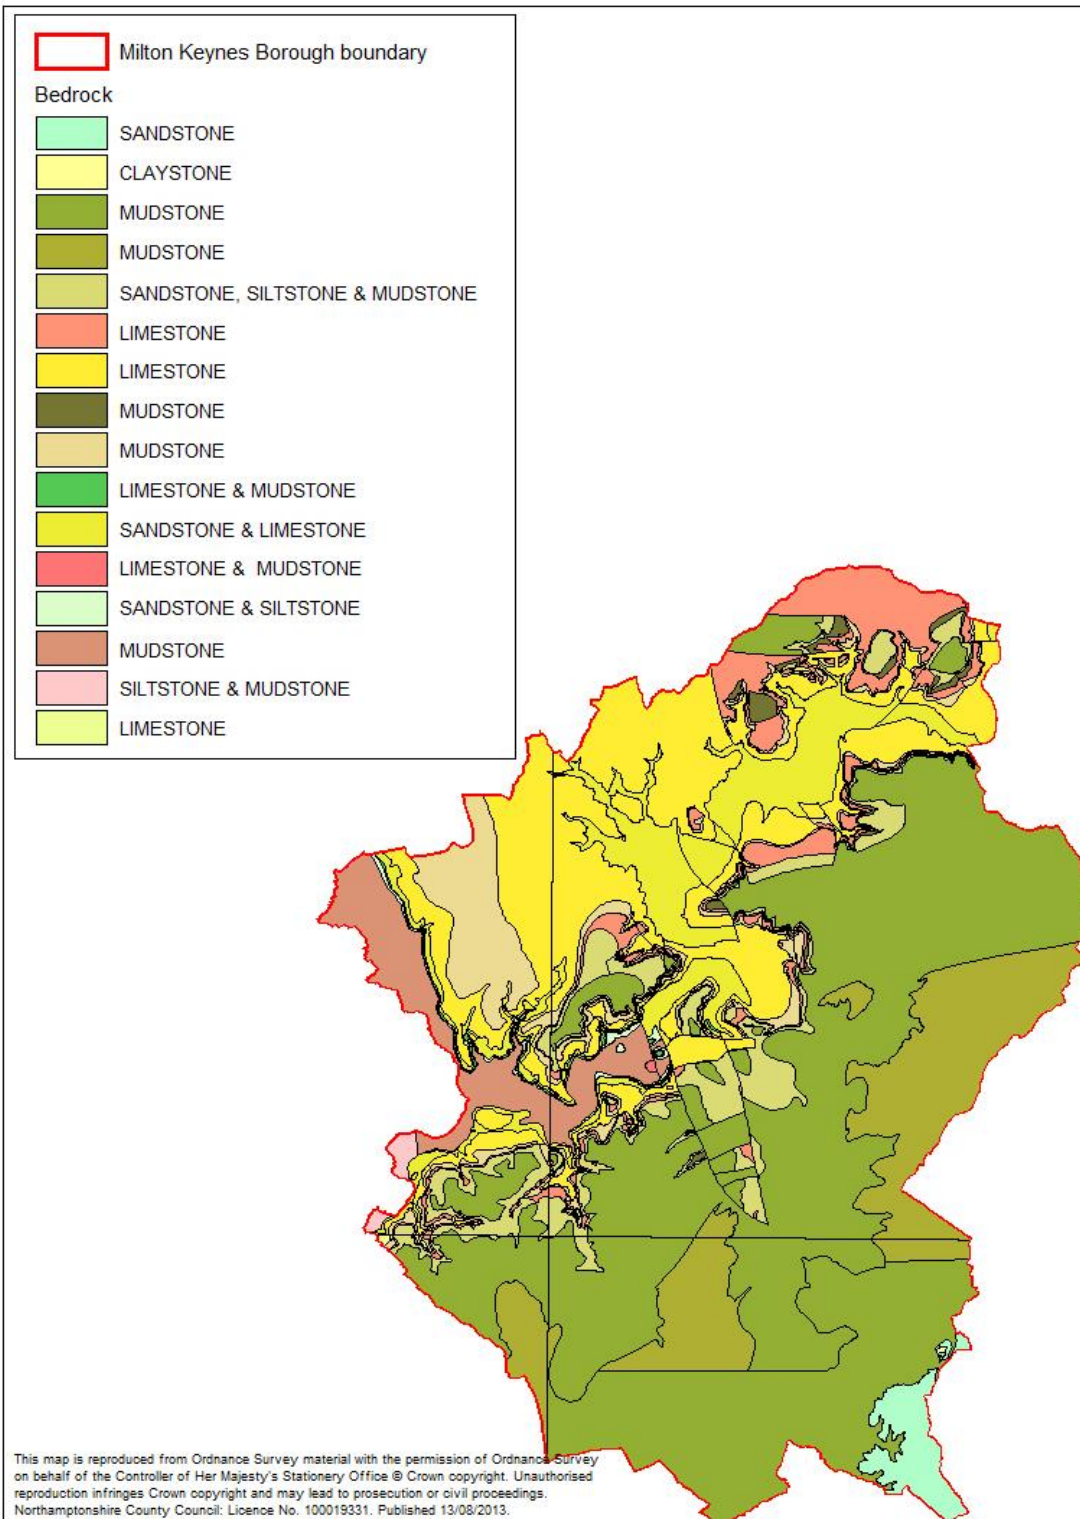 Milton Keynes Borough boundary
Bedrock
SANDSTONE
CLAYSTONE
MUDSTONE
MUDSTONE
SANDSTONE, SILTSTONE & MUDSTONE
LIMESTONE
LIMESTONE
MUDSTONE
MUDSTONE
LIMESTONE & MUDSTONE
SANDSTONE & LIMESTONE
LIMESTONE & MUDSTONE
SANDSTONE & SILTSTONE
MUDSTONE
SILTSTONE & MUDSTONE
LIMESTONE
This map is reproduced from Ordnance Survey material with the permission of Ordnance Survey
on behalf of the Controller of Her Majesty's Stationery Office © Crown copyright. Unauthorised
reproduction infringes Crown copyright and may lead to prosecution or civil proceedings.
Northamptonshire County Council: Licence No. 100019331. Published 13/08/2013.